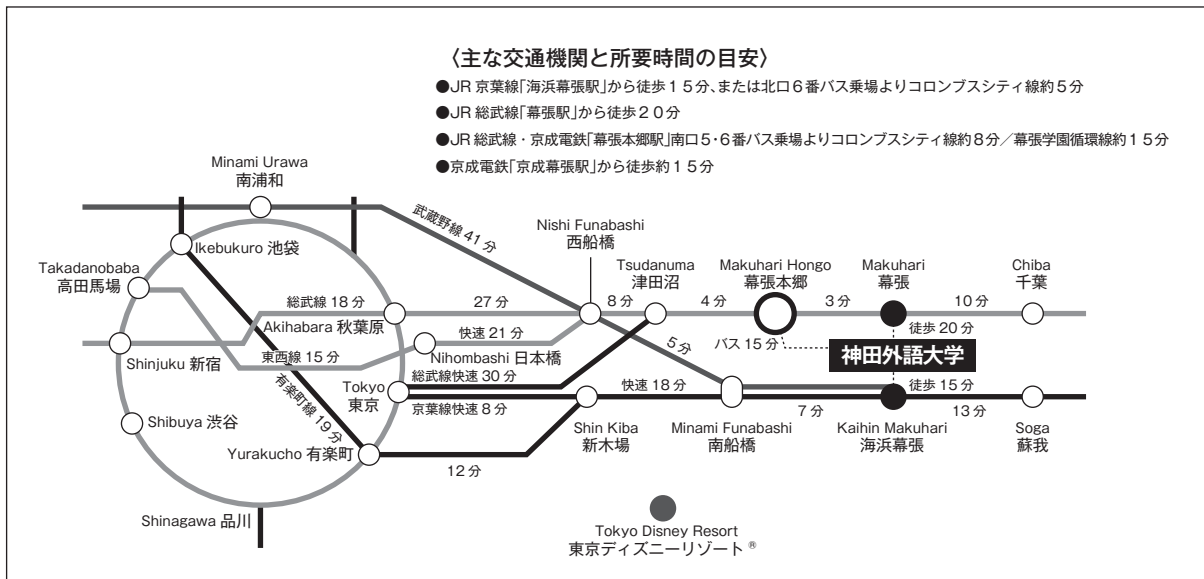 〈主な交通機関と所要時間の目安〉
●JR 京葉線「海浜幕張駅」から徒歩15分、または北口6番バス乗場よりコロンブスシティ線約5分
●JR 総武線「幕張駅」から徒歩20分
●JR 総武線・京成電鉄「幕張本郷駅」南口5・6番バス乗場よりコロンブスシティ線約8分／幕張学園循環線約15分
●京成電鉄「京成幕張駅」から徒歩約15分
Minami Urawa
南浦和
武蔵野線 41分
Ikebukuro 池袋
Nishi Funabashi
西船橋
Takadanobaba
高田馬場
Tsudanuma
津田沼
Makuhari Hongo
幕張本郷
Makuhari
幕張
Chiba
千葉
総武線 18分
27分
8分
4分
3分
10分
Akihabara 秋葉原
快速 21分
徒歩 20分
バス 15分
神田外語大学
Shinjuku 新宿
東西線 15分
Nihombashi 日本橋
5分
有楽町線 19分
Tokyo
東京
総武線快速 30分
京葉線快速 8分
快速 18分
徒歩 15分
7分
13分
Shibuya 渋谷
Shin Kiba
新木場
Minami Funabashi
南船橋
Kaihin Makuhari
海浜幕張
Soga
蘇我
Yurakucho 有楽町
12分
Shinagawa 品川
Tokyo Disney Resort
東京ディズニーリゾート ®